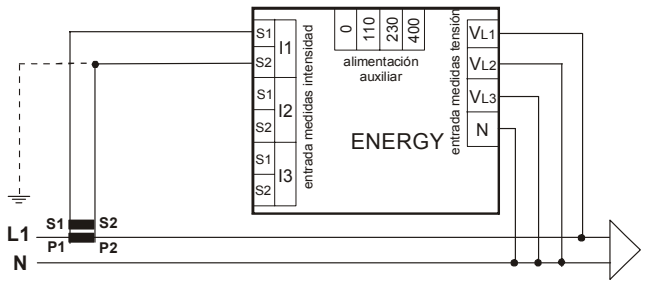 S1
S2
I1
S1
S2
I2
S1
S2
I3
entrada medidas intensidad
0
110
230
400
alimentación
auxiliar
ENERGY
entrada medidas tensión
VL1
VL2
VL3
N
S1
S2
L1
P1
P2
N